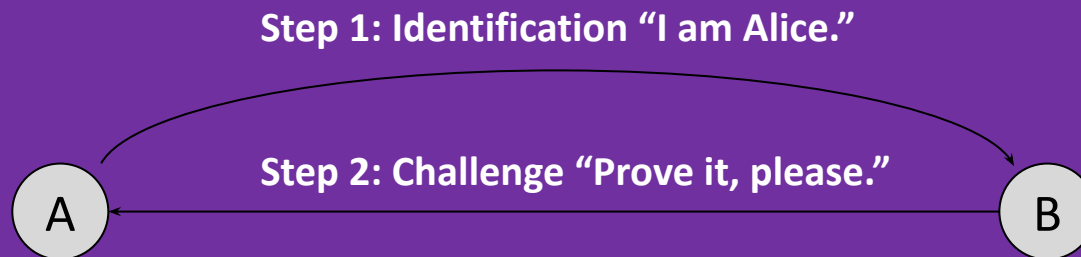 Step 1: Identification “I am Alice.”
Step 2: Challenge “Prove it, please.”
A
B